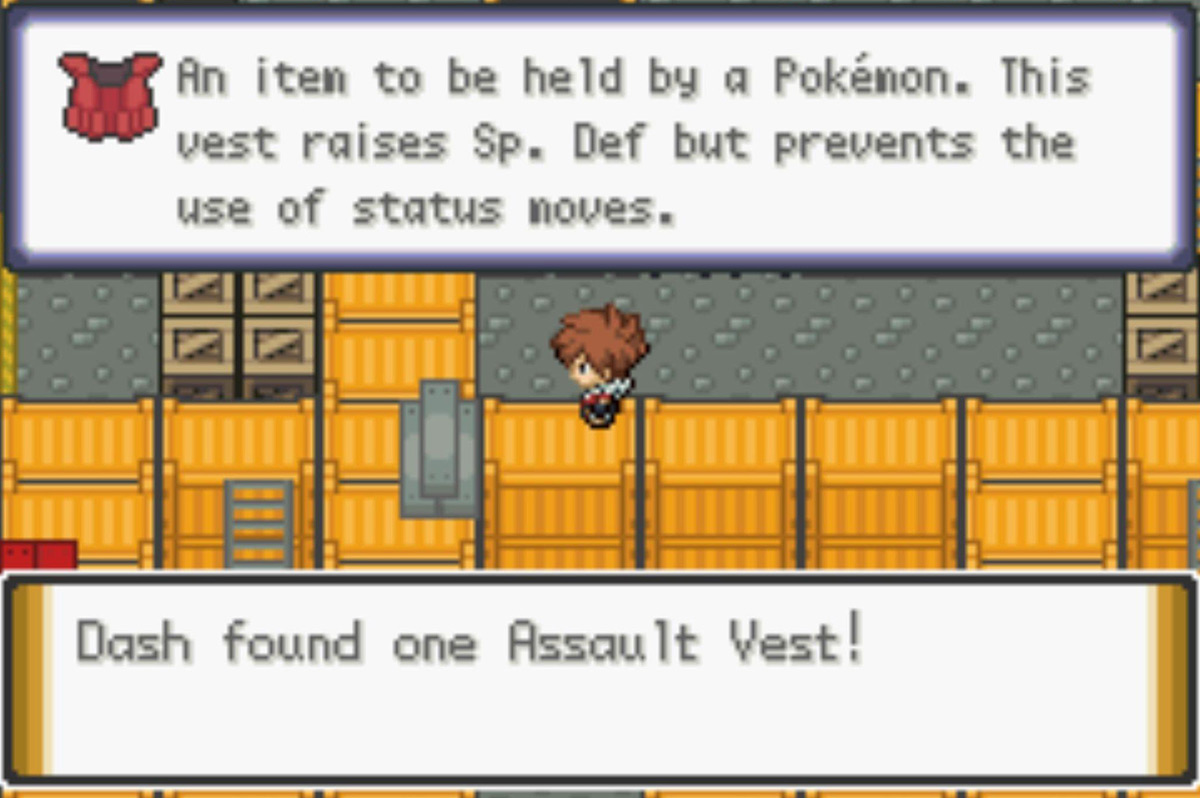 An item to be held by a Pokémon. This
vest raises Sp. Def but prevents the
use of status moves.
Dash found one Assault Vest!